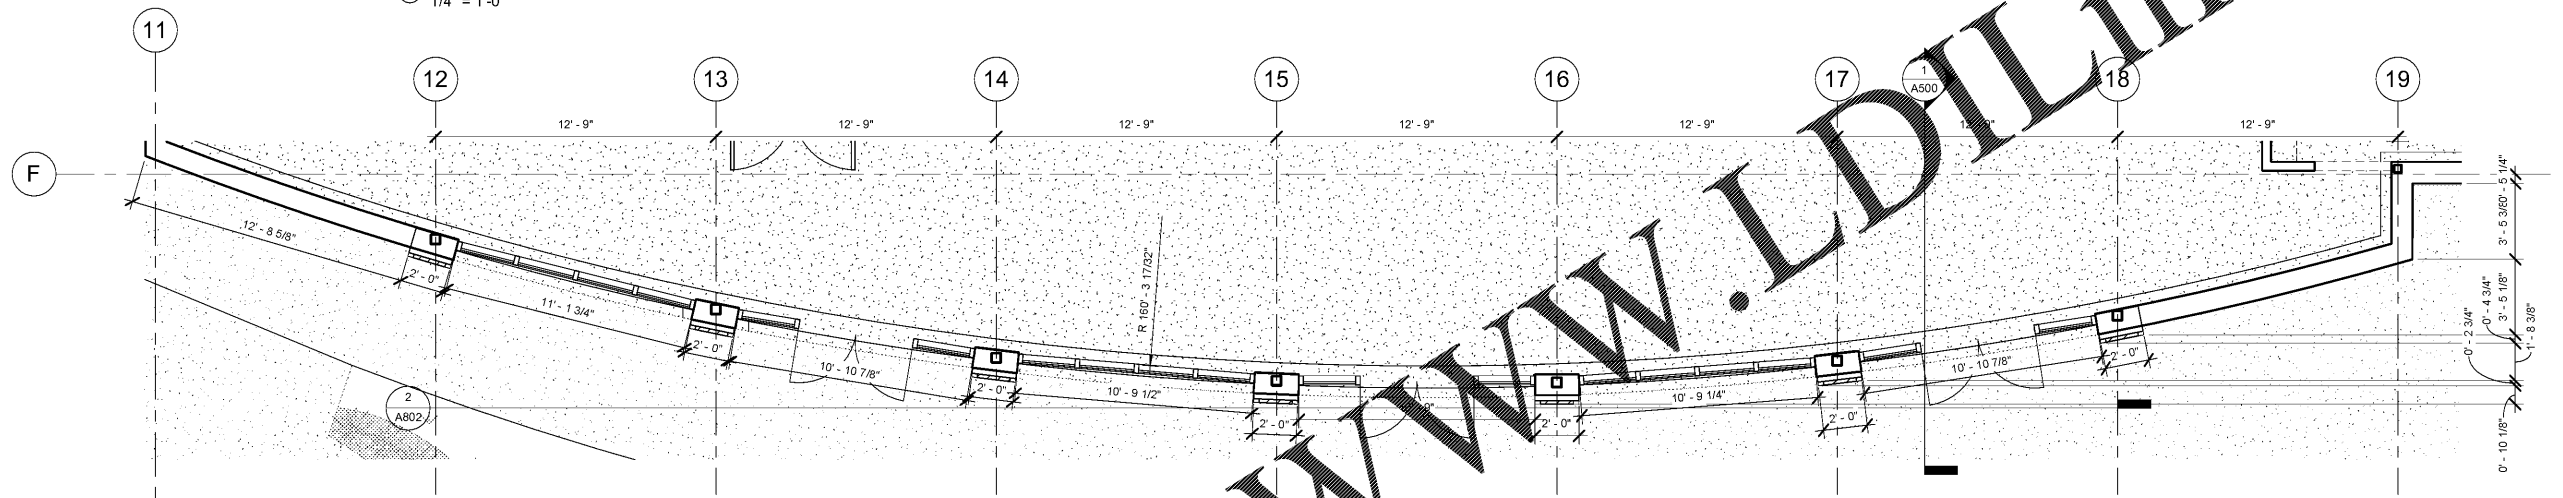 1/4" = 1'-0"
11
12
13
14
15
16
17
18
19
1
A500
12' - 9"
12' - 9"
12' - 9"
12' - 9"
12' - 9"
12' - 9"
F
12' - 8 5/8"
2' - 0"
11' - 1 3/4"
2' - 0"
10' - 10 7/8"
2' - 0"
10' - 9 1/2"
2' - 0"
2' - 0"
10' - 9 1/4"
2' - 0"
10' - 10 7/8"
2' - 0"
R 160' - 3 17/32"
2
A802
5 1/4"
3' - 5 3/8"
3' - 5 1/8"
0' - 4 3/4"
1' - 8 3/8"
0' - 2 3/4"
0' - 10 1/8"
WWW.LDILin